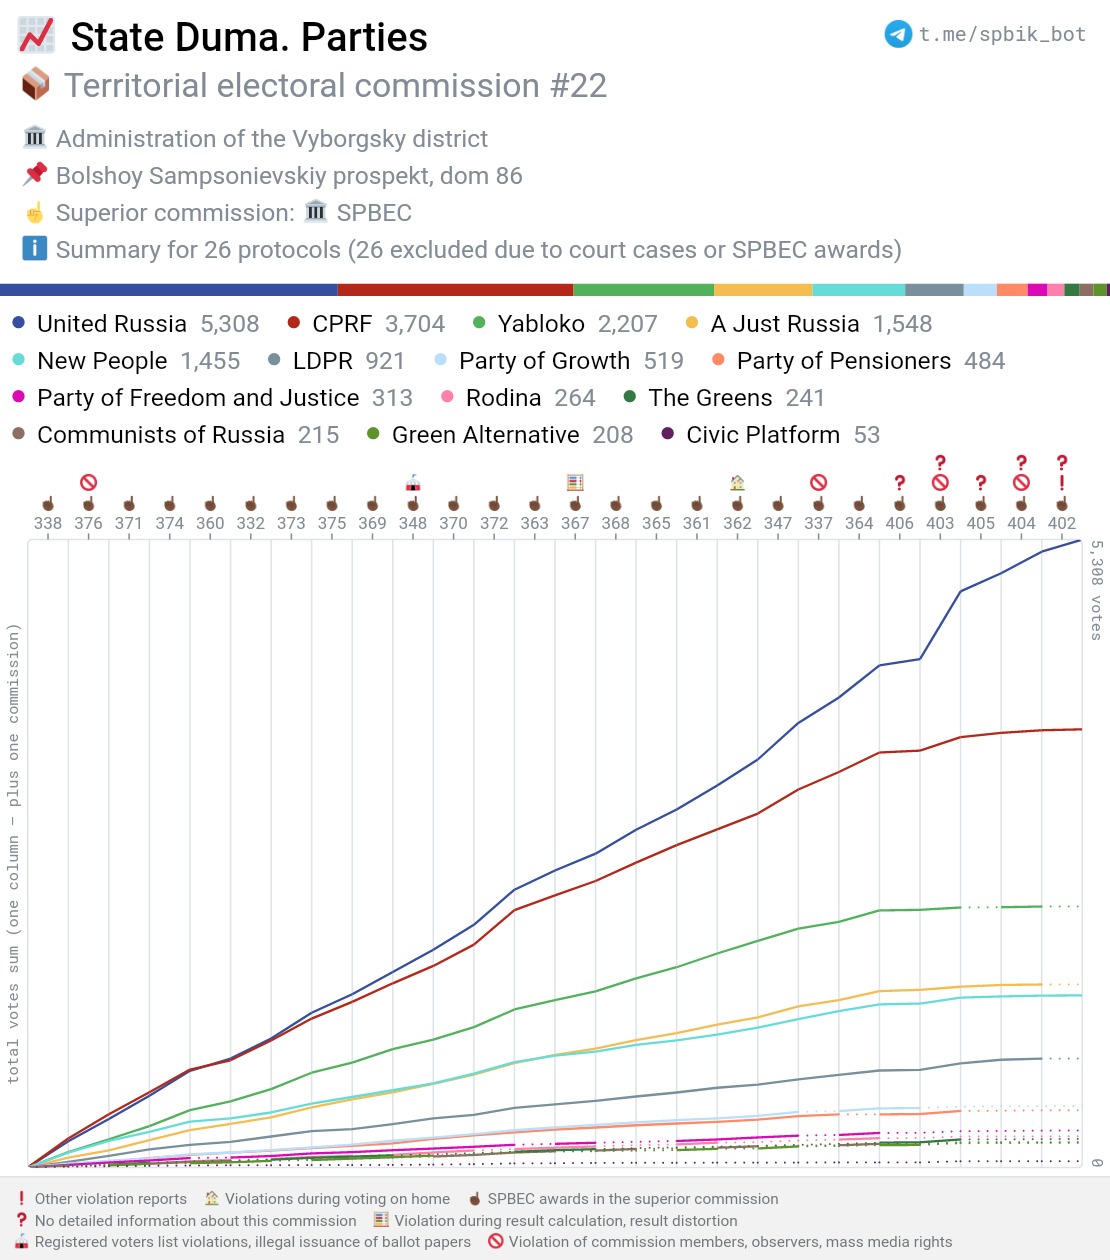 State Duma. Parties
t.me/spbik_bot
Territorial electoral commission #22
Administration of the Vyborgsky district
Bolshoy Sampsonievskiy prospekt, dom 86
Superior commission: SPBEC
Summary for 26 protocols (26 excluded due to court cases or SPBEC awards)
United Russia 5,308 CPRF 3,704 Yabloko 2,207 A Just Russia 1,548
New People 1,455 LDPR 921 Party of Growth 519 Party of Pensioners 484
Party of Freedom and Justice 313 Rodina 264 The Greens 241
Communists of Russia 215 Green Alternative 208 Civic Platform 53
338 376 371 374 360 332 373 375 369 348 370 372 363 367 368 365 361 362 347 337 364 406 403 405 404 402
total votes sum (one column – plus one commission)
5,308 votes
0
Other violation reports Violations during voting on home SPBEC awards in the superior commission
No detailed information about this commission Violation during result calculation, result distortion
Registered voters list violations, illegal issuance of ballot papers Violation of commission members, observers, mass media rights